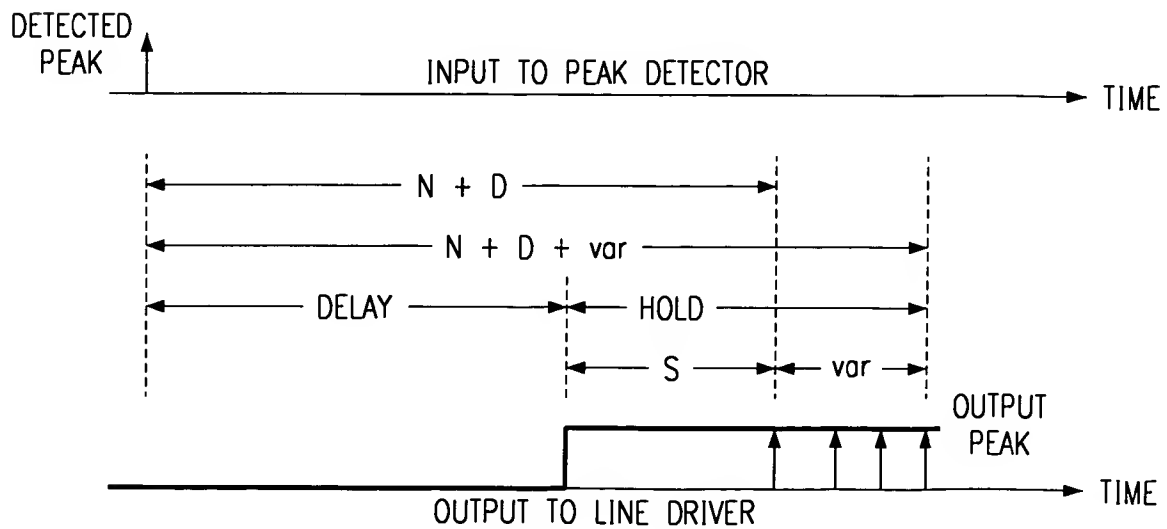 DETECTED
PEAK
INPUT TO PEAK DETECTOR
TIME
N + D
N + D + var
DELAY
HOLD
S
var
OUTPUT
PEAK
TIME
OUTPUT TO LINE DRIVER